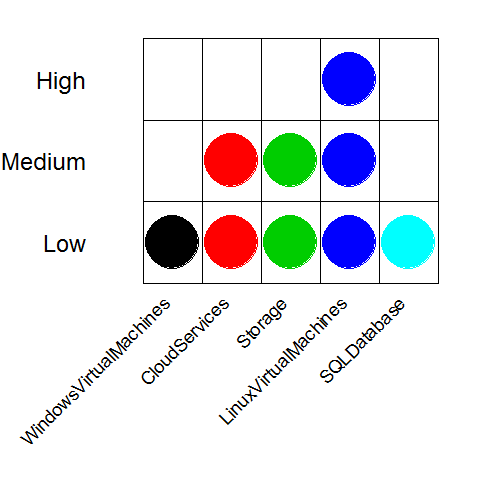 High
Medium
Low
WindowsVirtualMachines
CloudServices
Storage
LinuxVirtualMachines
SQLDatabase